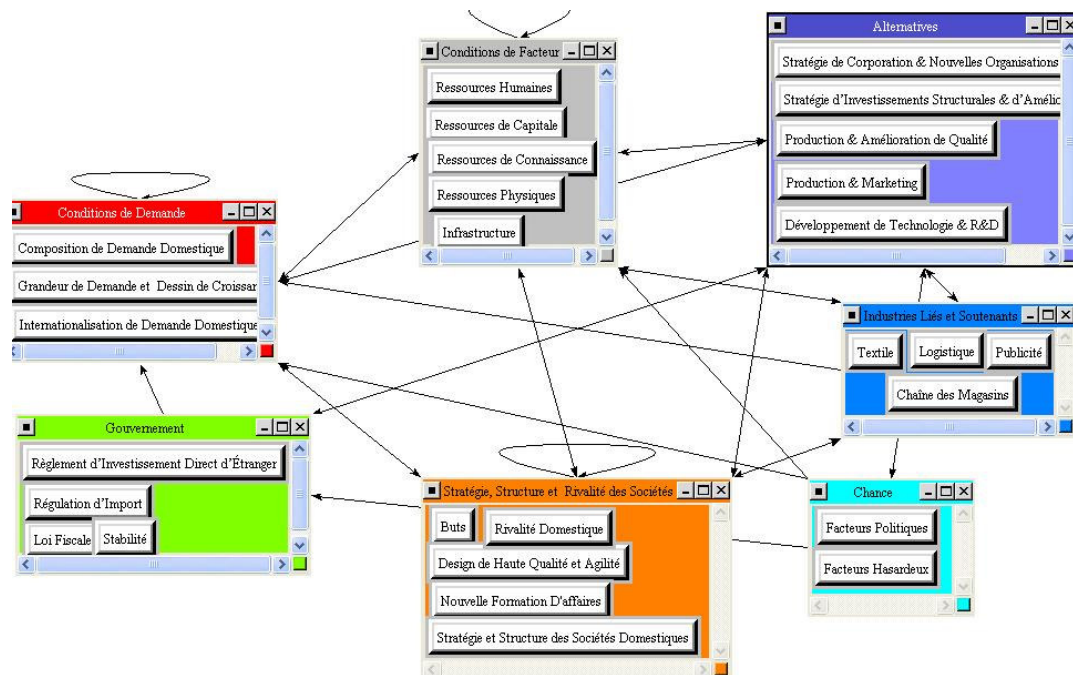 Conditions de Facteur
Ressources Humaines
Ressources de Capitale
Ressources de Connaissance
Ressources Physiques
Infrastructure
Alternatives
Stratégie de Corporation & Nouvelles Organisations
Stratégie d'Investissements Structurales & d'Amélio
Production & Amélioration de Qualité
Production & Marketing
Développement de Technologie & R&D
Conditions de Demande
Composition de Demande Domestique
Grandeur de Demande et Dessin de Croissan
Internationalisation de Demande Domestique
Industries Liés et Soutenants
Textile
Logistique
Publicité
Chaîne des Magasins
Gouvernement
Règlement d'Investissement Direct d'Étranger
Régulation d'Import
Loi Fiscale
Stabilité
Stratégie, Structure et Rivalité des Sociétés
Buts
Rivalité Domestique
Design de Haute Qualité et Agilité
Nouvelle Formation D'affaires
Stratégie et Structure des Sociétés Domestiques
Chance
Facteurs Politiques
Facteurs Hasardeux